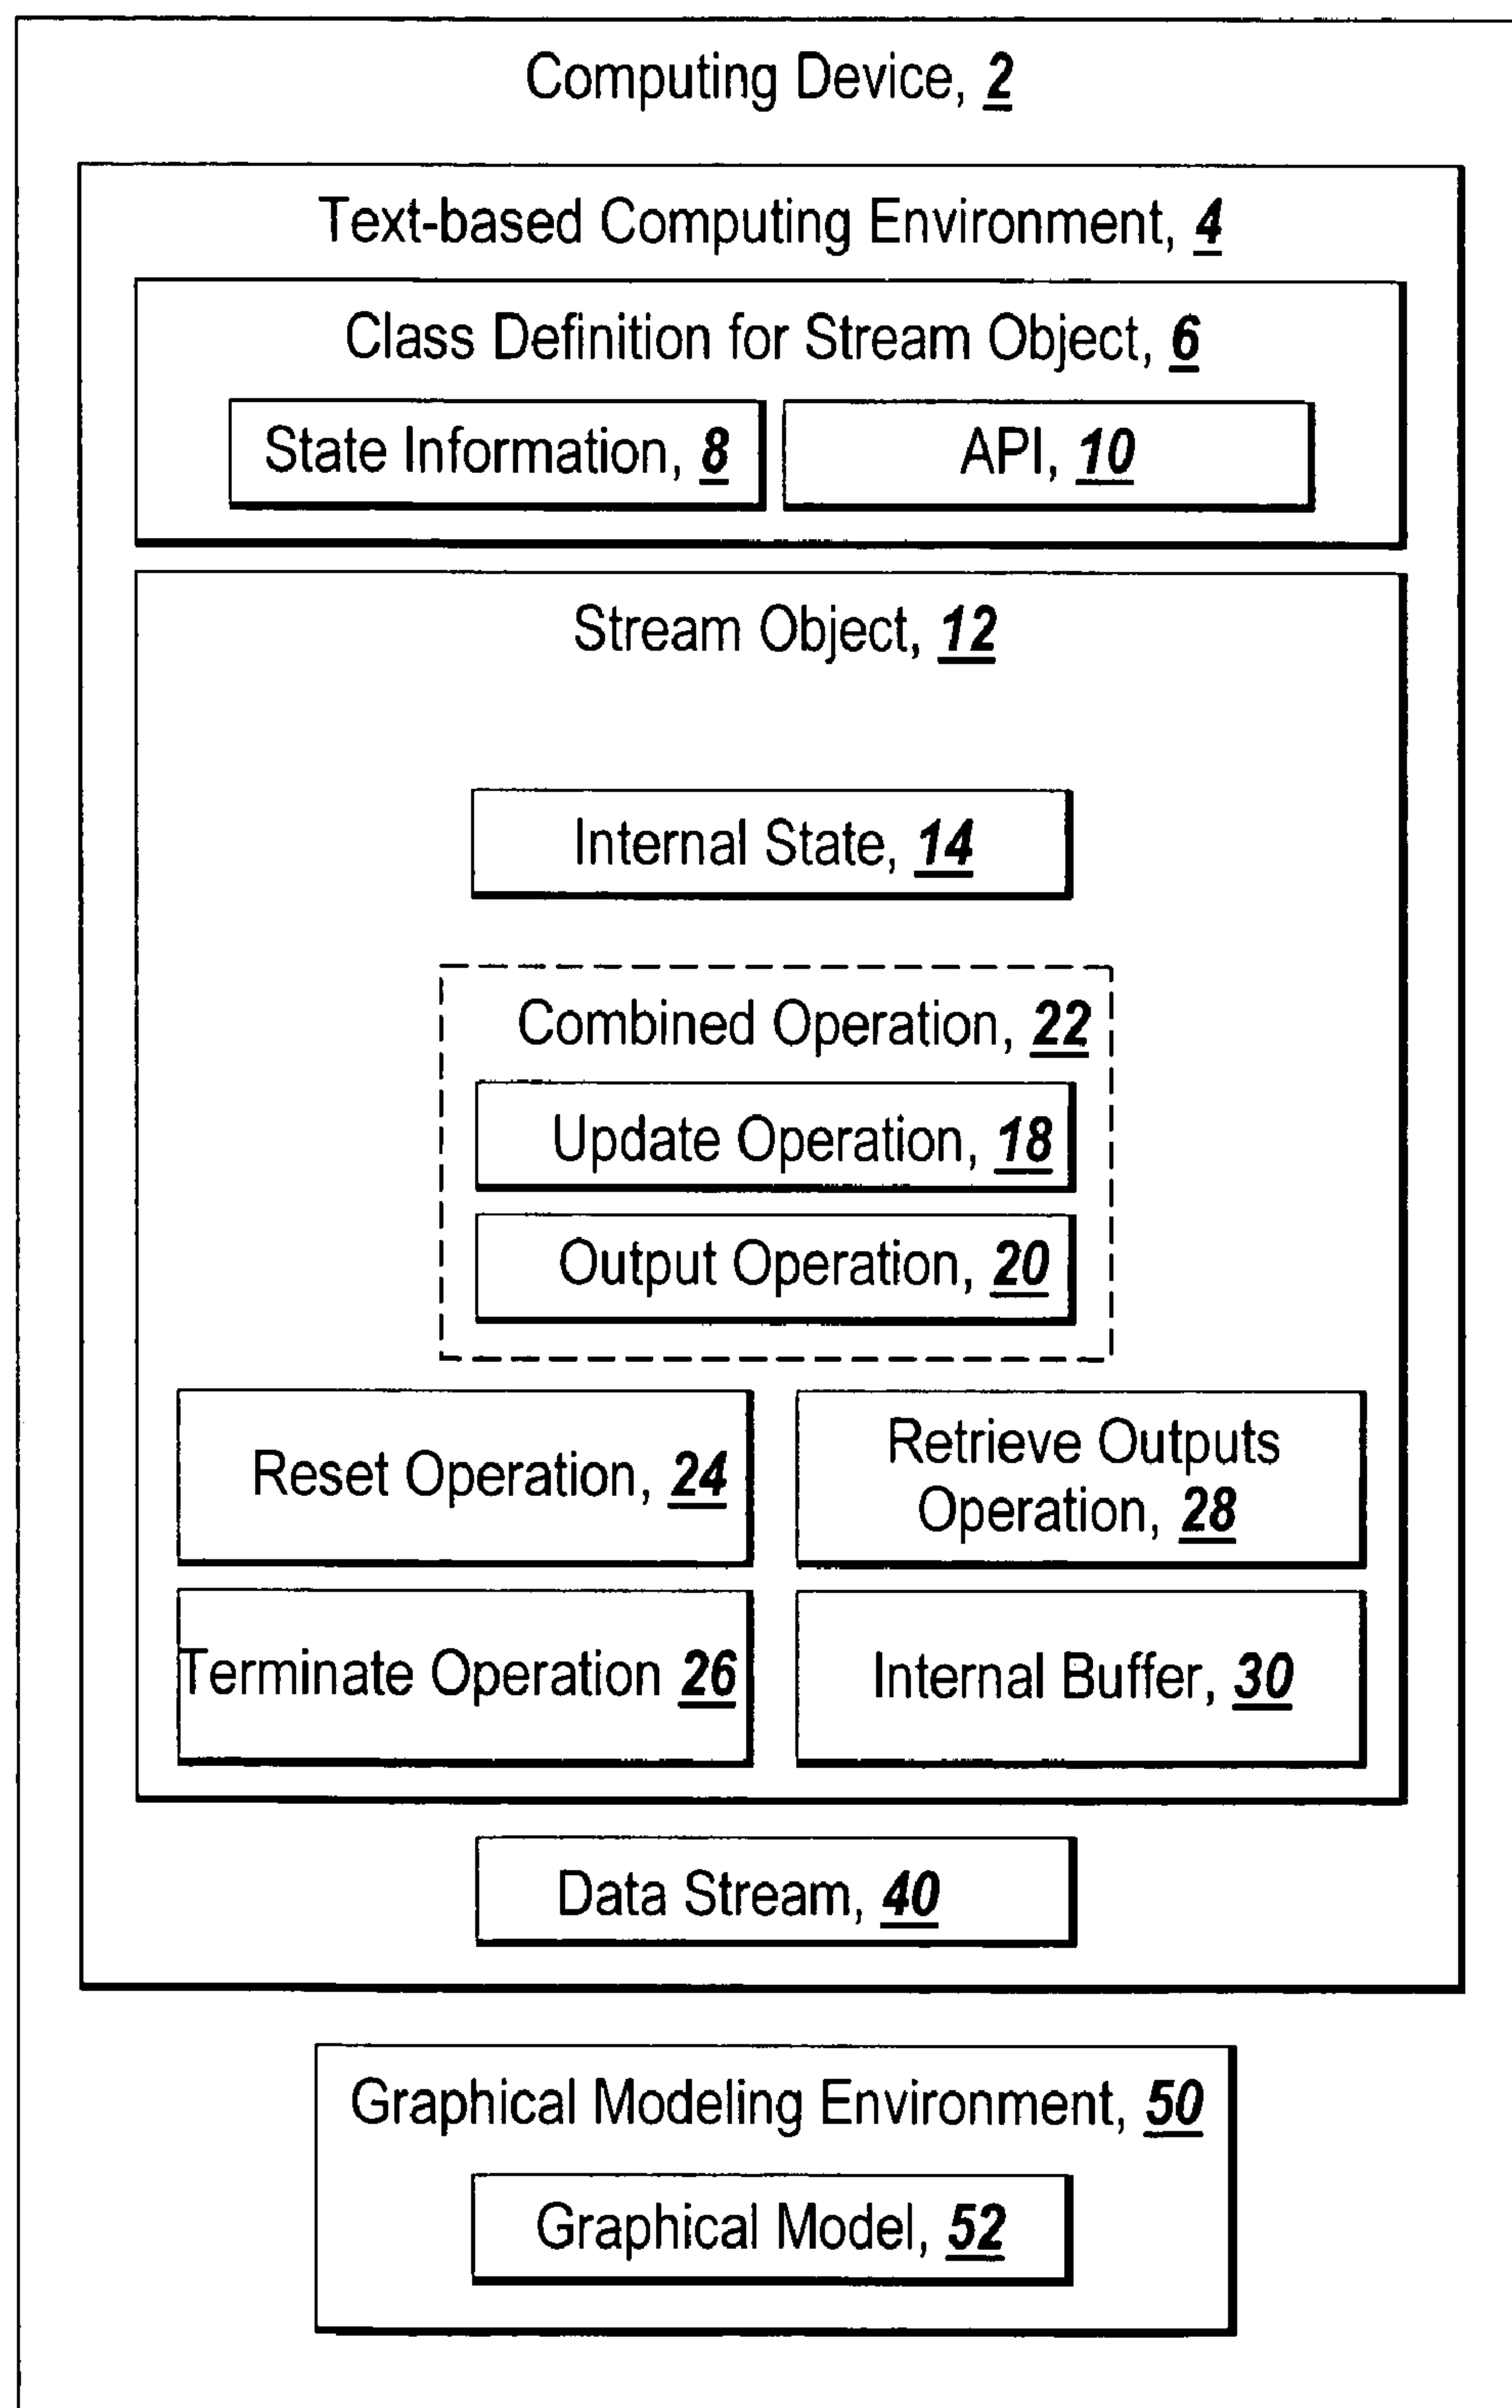 Computing Device, 2
Text-based Computing Environment, 4
Class Definition for Stream Object, 6
State Information, 8
API, 10
Stream Object, 12
Internal State, 14
Combined Operation, 22
Update Operation, 18
Output Operation, 20
Reset Operation, 24
Retrieve Outputs
Operation, 28
Terminate Operation 26
Internal Buffer, 30
Data Stream, 40
Graphical Modeling Environment, 50
Graphical Model, 52